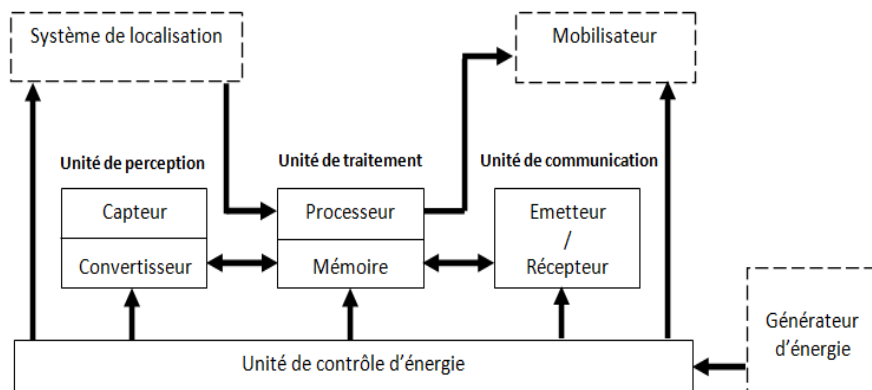 Système de localisation
Mobilisateur
Unité de perception
Unité de traitement
Unité de communication
Capteur
Processeur
Emetteur
/
Récepteur
Convertisseur
Mémoire
Générateur
d'énergie
Unité de contrôle d'énergie